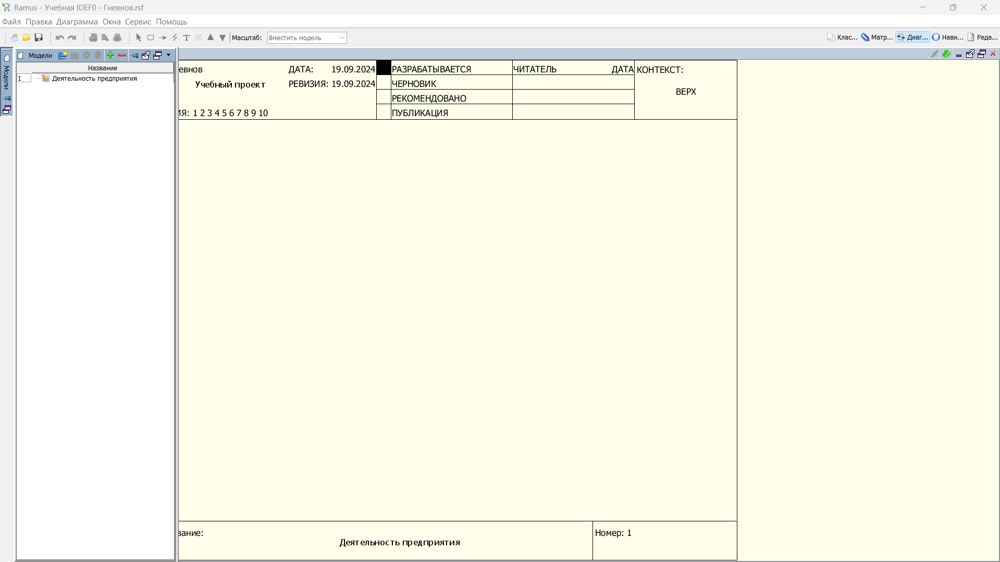 Ramus - Учебная IDEF0 - Гневнов.rsf
Файл Правка Диаграмма Окна Сервис Помощь
Масштаб: Вместить модель Клас... Матр... Диаг... Нави... Реда...
Модели
Модели
Название
1 Деятельность предприятия
евнов ДАТА: 19.09.2024 РАЗРАБАТЫВАЕТСЯ ЧИТАТЕЛЬ ДАТА КОНТЕКСТ:
Учебный проект РЕВИЗИЯ: 19.09.2024 ЧЕРНОВИК
ВЕРХ
РЕКОМЕНДОВАНО
ИЯ: 1 2 3 4 5 6 7 8 9 10 ПУБЛИКАЦИЯ
вание: Номер: 1
Деятельность предприятия